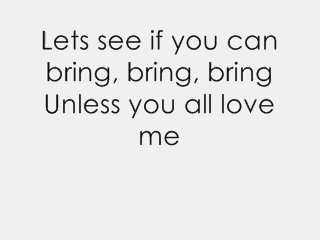 Lets see if you can
bring, bring, bring
Unless you all love
me